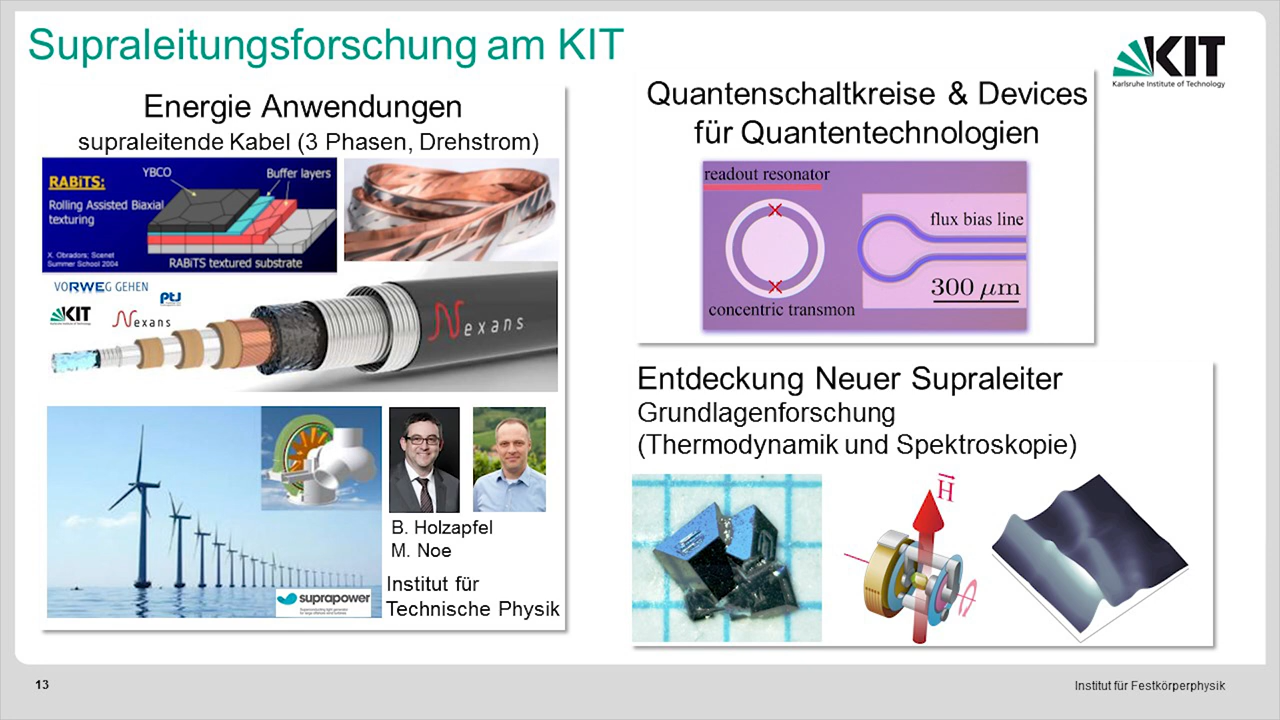 Supraleitungsforschung am KIT
KIT
Karlsruhe Institute of Technology
Energie Anwendungen
supraleitende Kabel (3 Phasen, Drehstrom)
RABiTS:
Rolling Assisted Biaxial
texturing
YBCO
Buffer layers
X. Obradors; Scenet
Summer School 2004
RABiTS textured substrate
VORWEG GEHEN
ptJ
KIT
Nexans
Nexans
suprapower
B. Holzapfel
M. Noe
Institut für
Technische Physik
Quantenschaltkreise & Devices
für Quantentechnologien
readout resonator
flux bias line
300 μm
concentric transmon
Entdeckung Neuer Supraleiter
Grundlagenforschung
(Thermodynamik und Spektroskopie)
H
13
Institut für Festkörperphysik